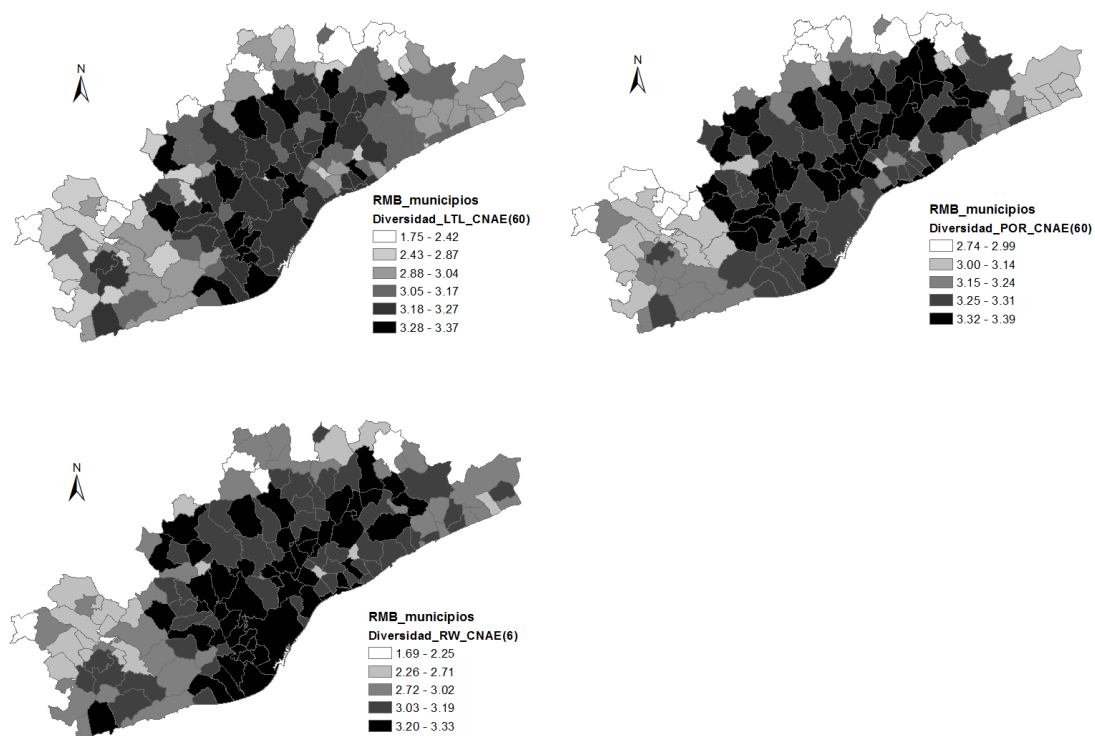 N
RMB_municipios
Diversidad_LTL_CNAE(60)
1.75 - 2.42
2.43 - 2.87
2.88 - 3.04
3.05 - 3.17
3.18 - 3.27
3.28 - 3.37
N
RMB_municipios
Diversidad_POR_CNAE(60)
2.74 - 2.99
3.00 - 3.14
3.15 - 3.24
3.25 - 3.31
3.32 - 3.39
N
RMB_municipios
Diversidad_RW_CNAE(6)
1.69 - 2.25
2.26 - 2.71
2.72 - 3.02
3.03 - 3.19
3.20 - 3.33